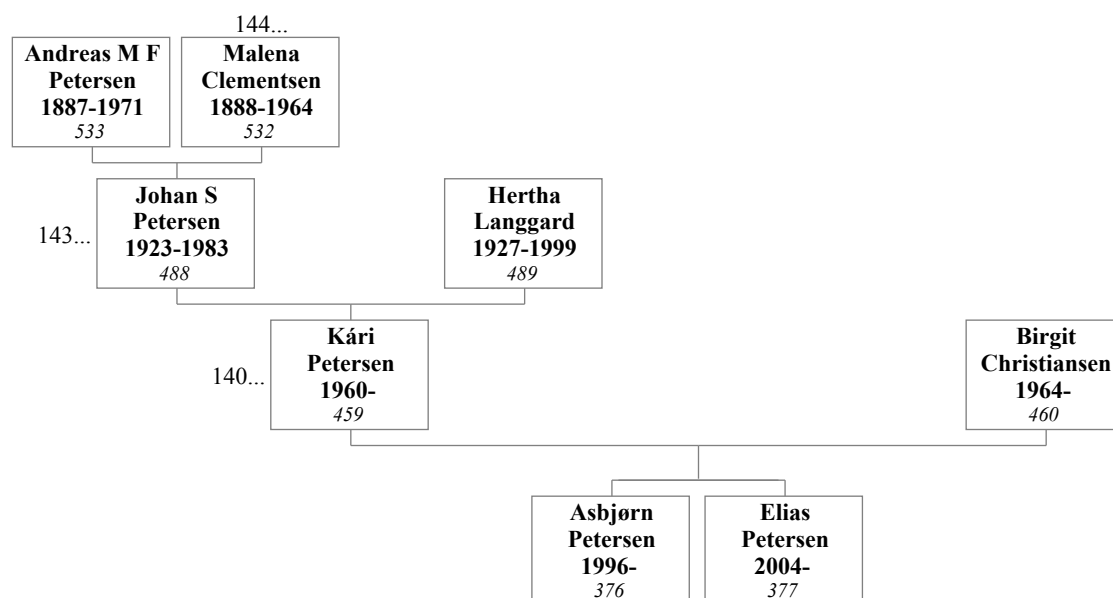 144...
Andreas M F
Petersen
1887-1971
533
Malena
Clementsen
1888-1964
532
143...
Johan S
Petersen
1923-1983
488
Hertha
Langgard
1927-1999
489
140...
Kári
Petersen
1960-
459
Birgit
Christiansen
1964-
460
Asbjørn
Petersen
1996-
376
Elias
Petersen
2004-
377